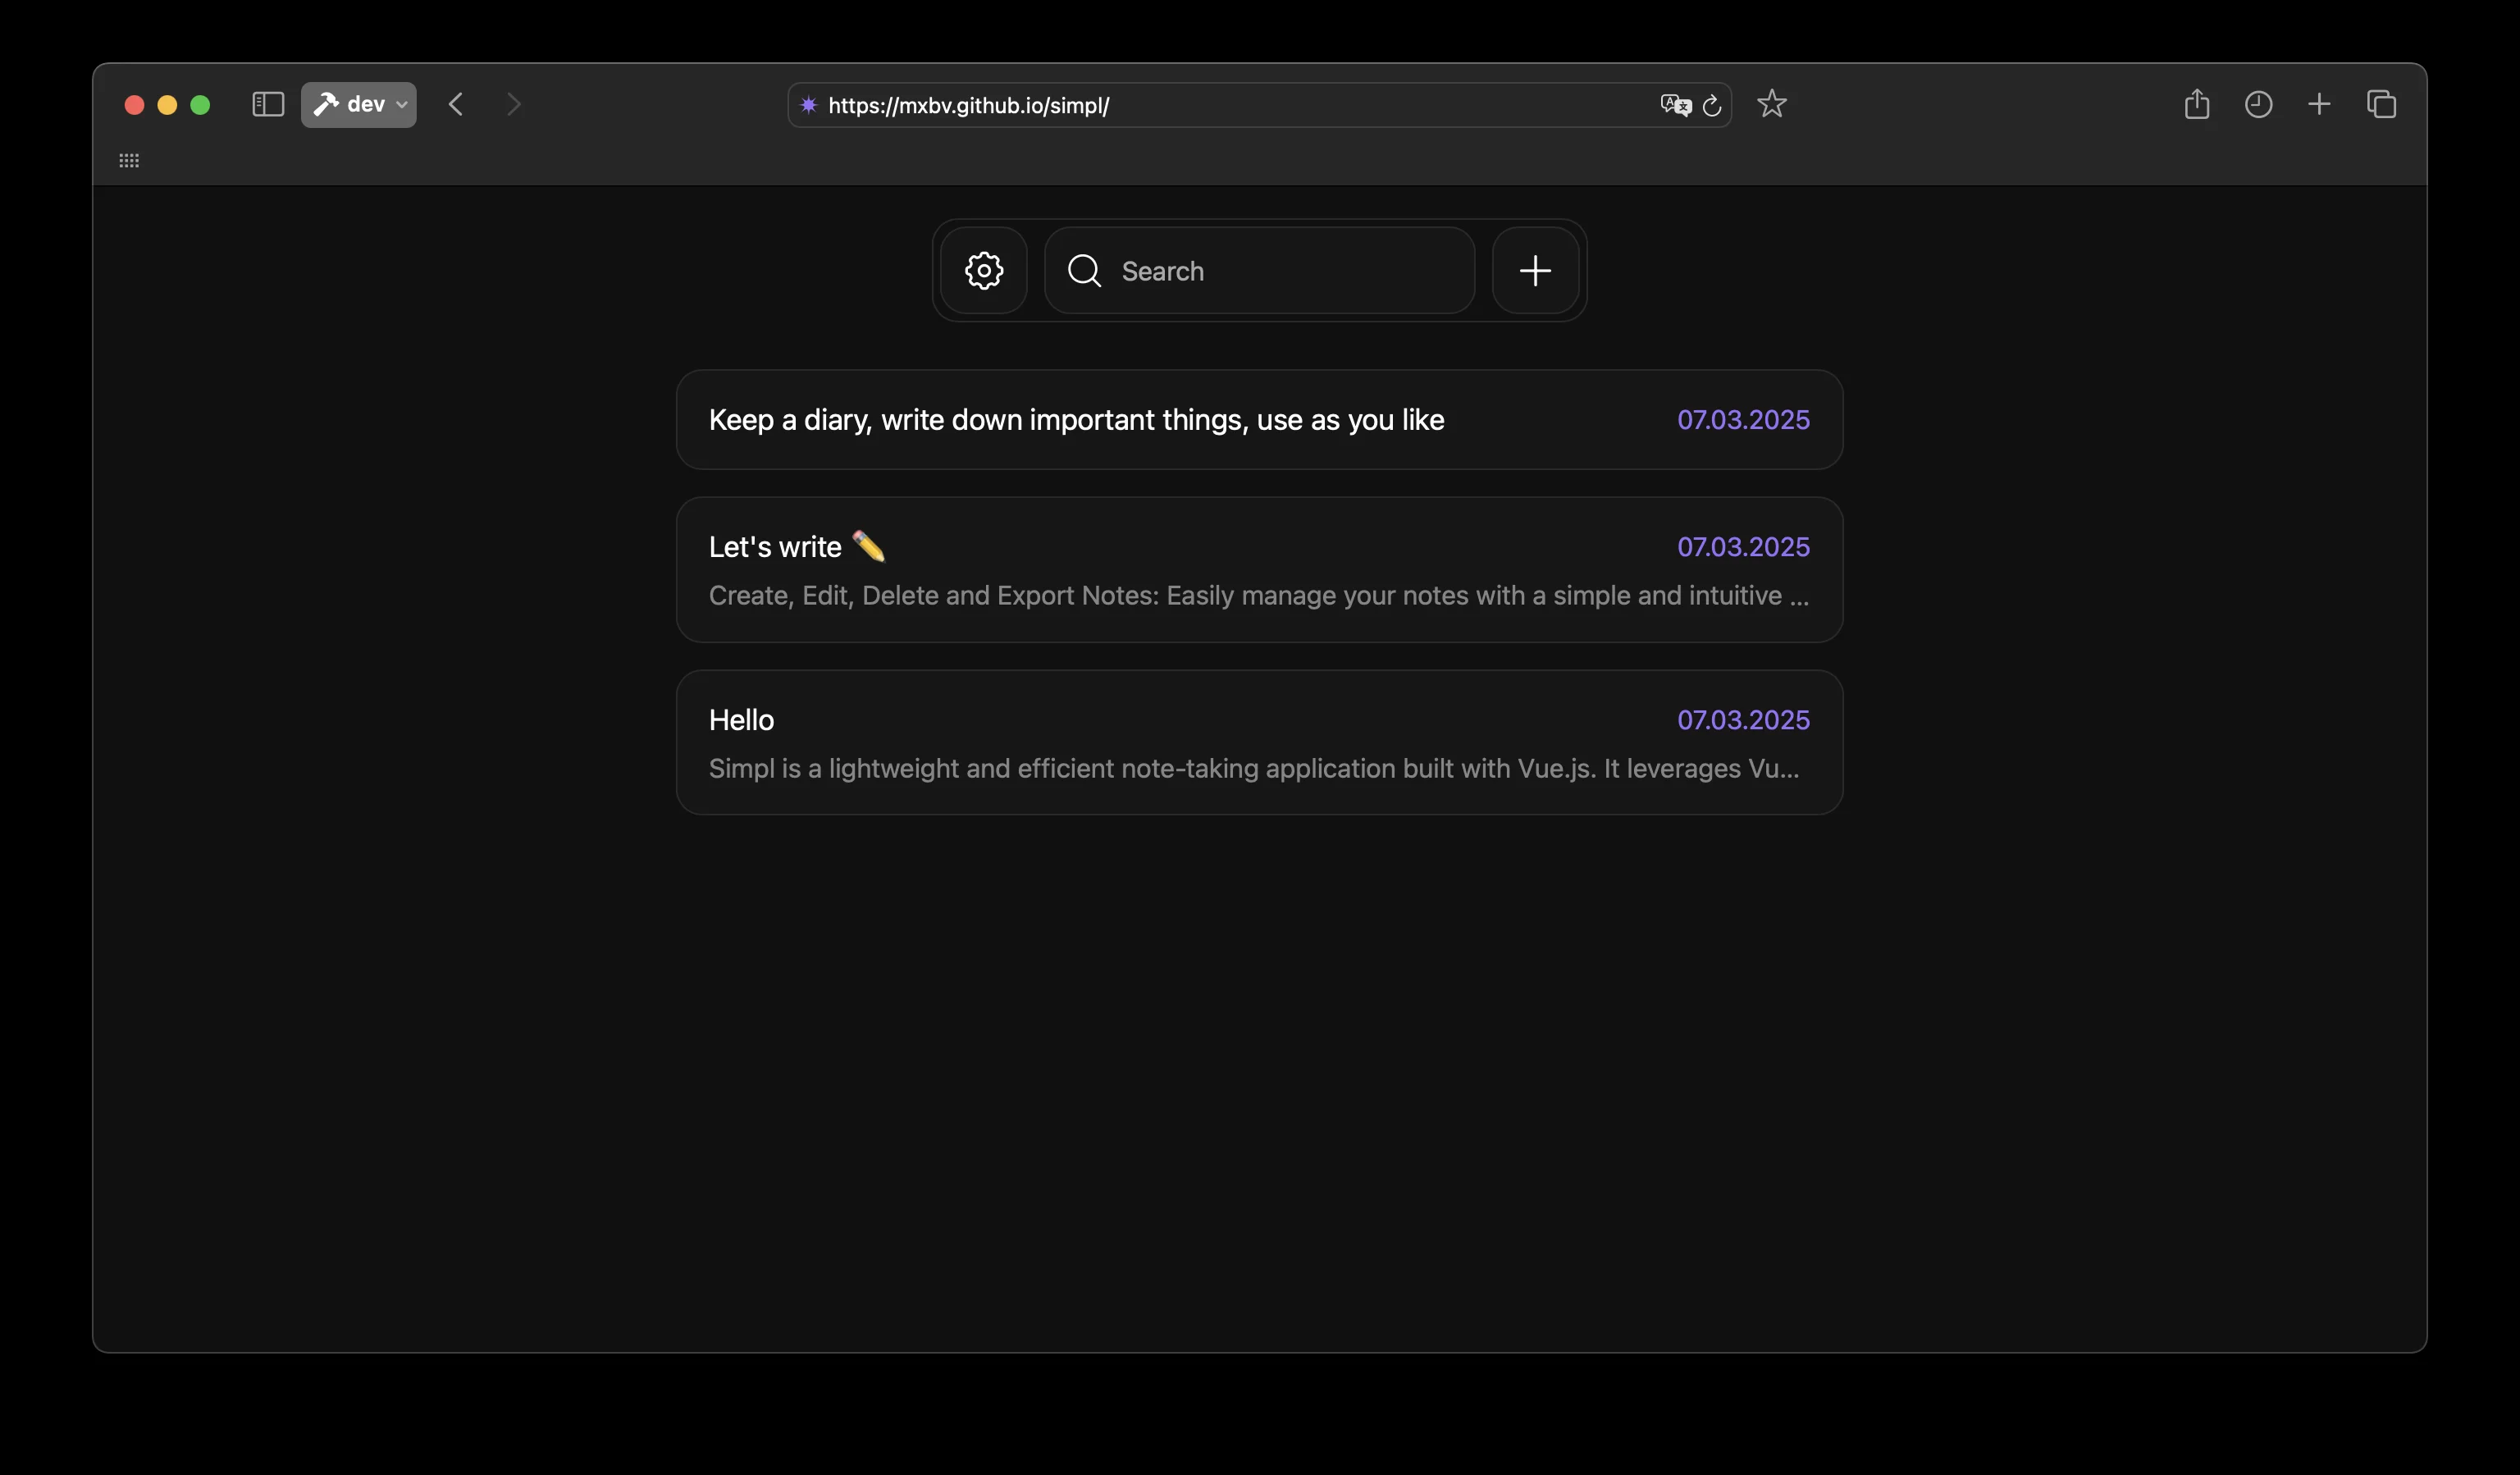 dev
https://mxbv.github.io/simpl/
Search
Keep a diary, write down important things, use as you like
07.03.2025
Let's write ✏️
07.03.2025
Create, Edit, Delete and Export Notes: Easily manage your notes with a simple and intuitive ...
Hello
07.03.2025
Simpl is a lightweight and efficient note-taking application built with Vue.js. It leverages Vu...